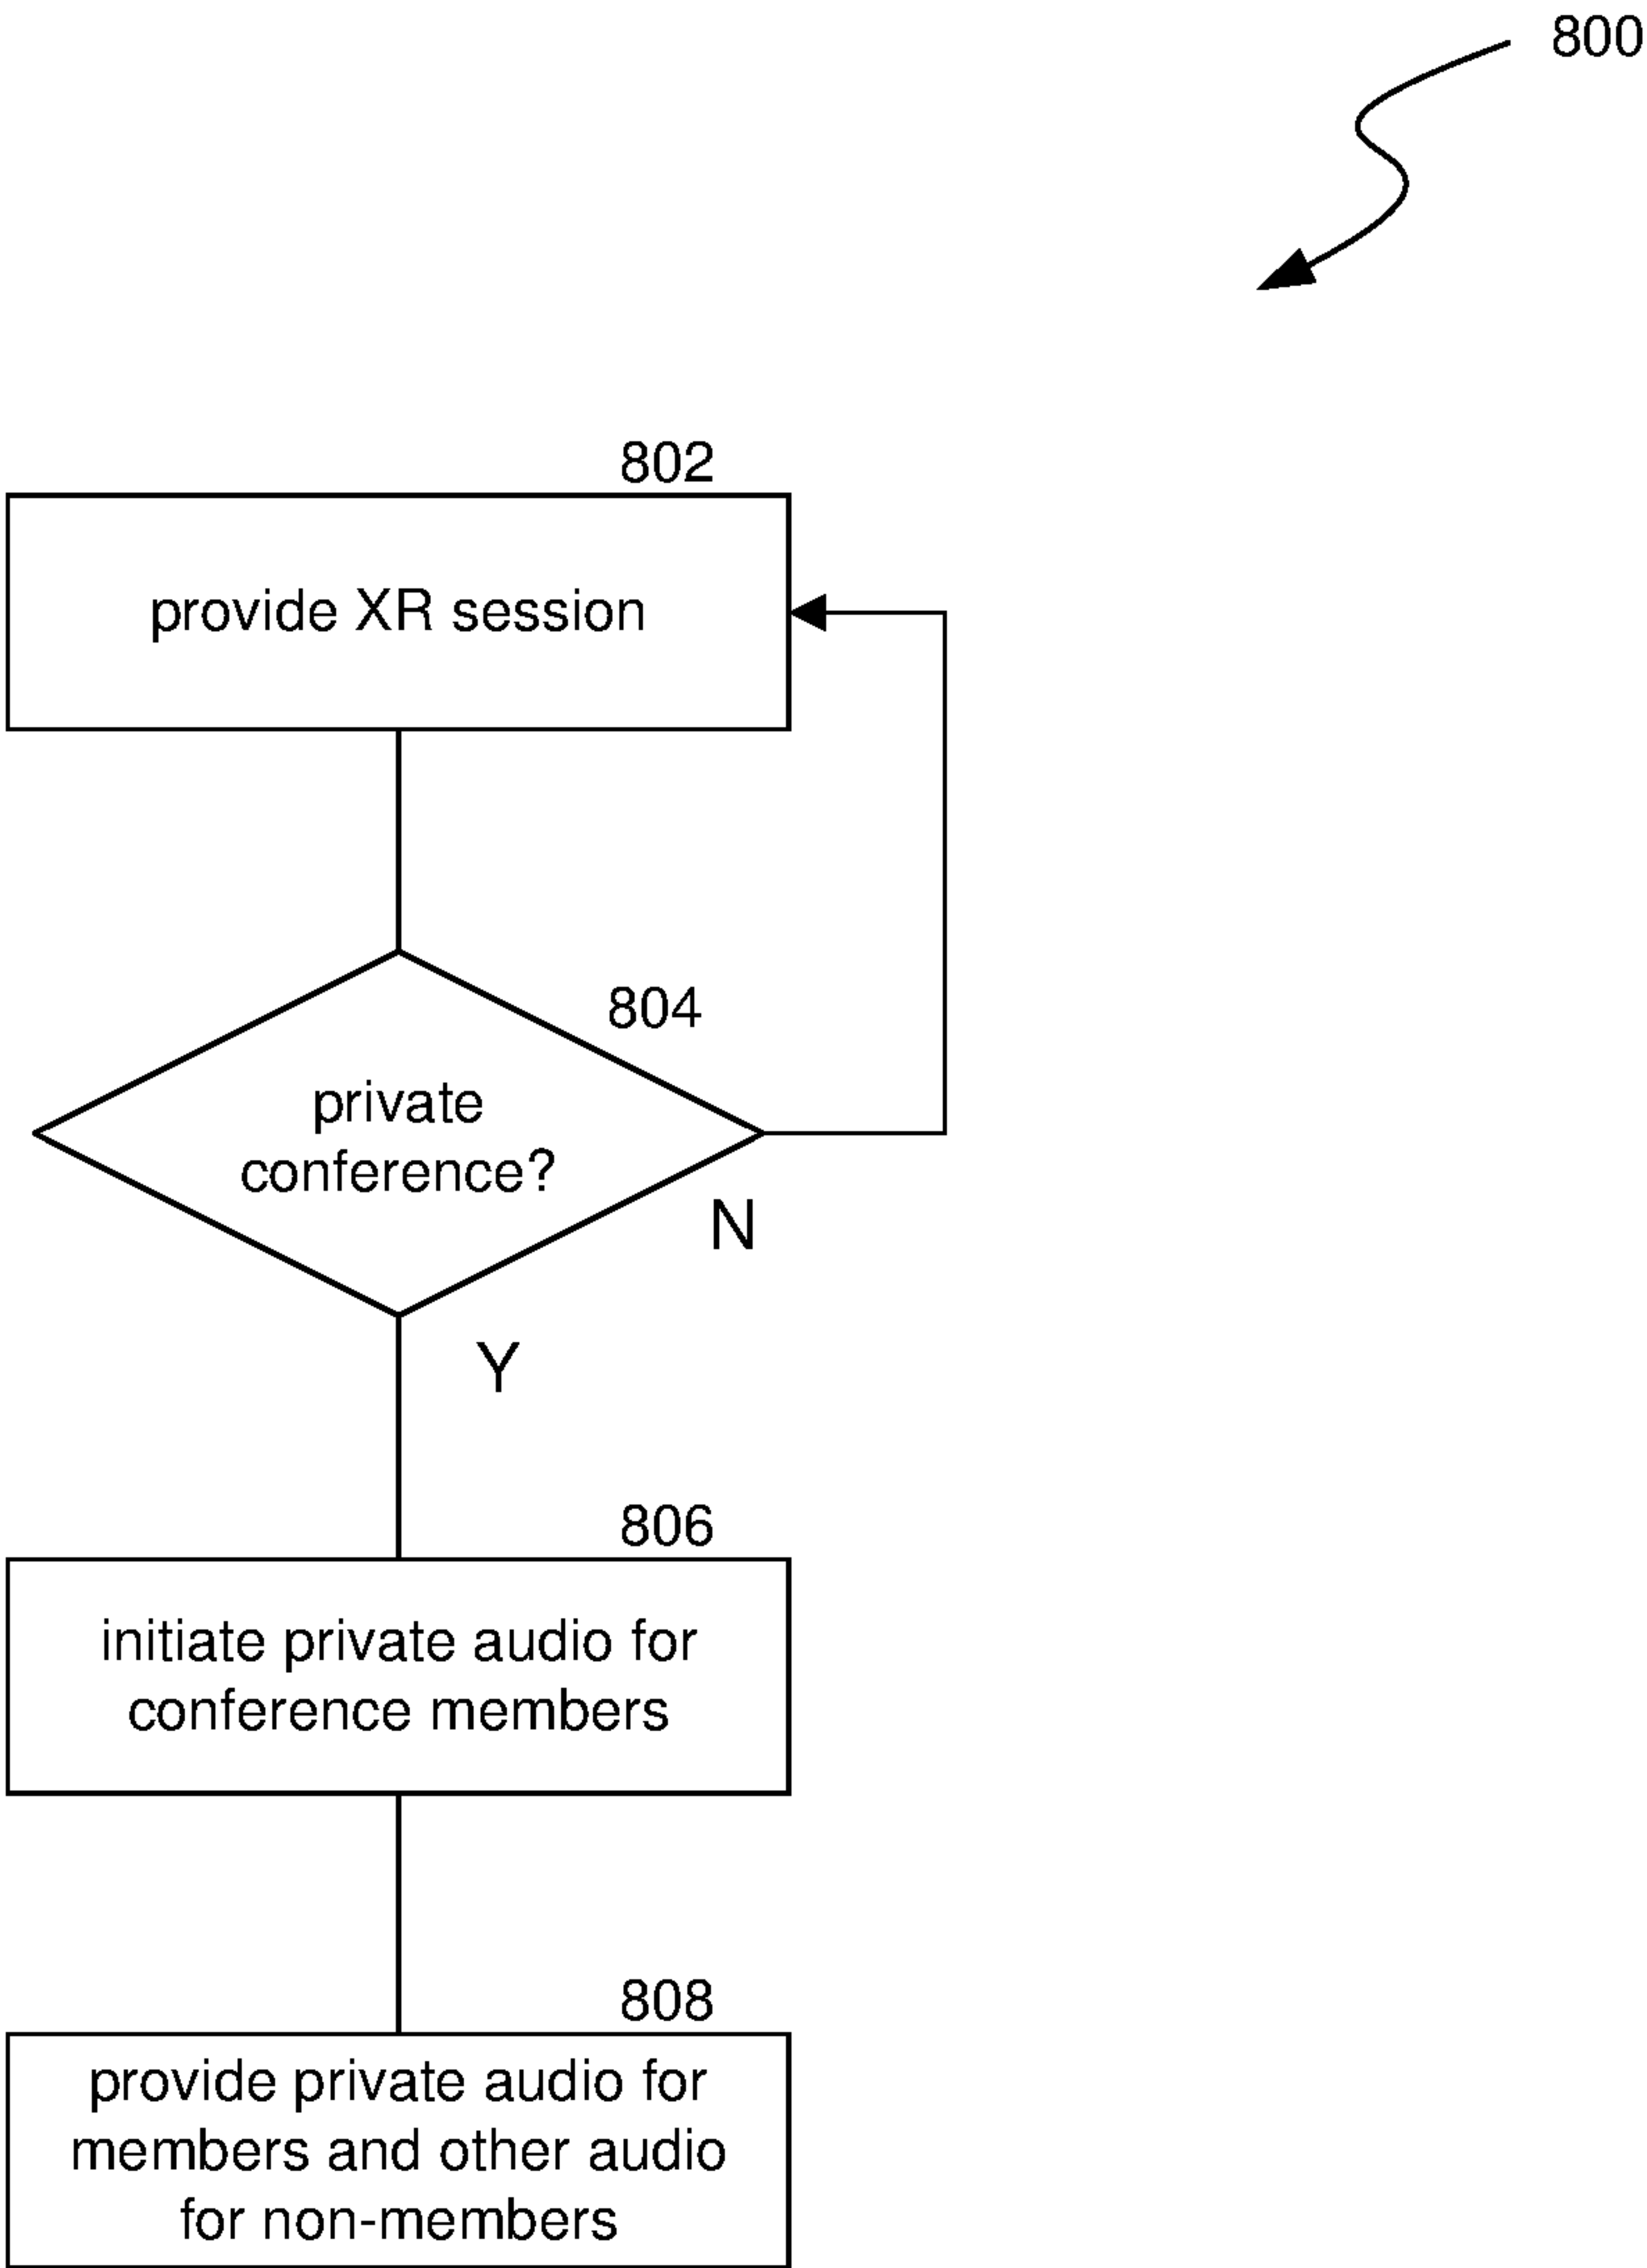 800
802
provide XR session
804
private
conference?
N
Y
806
initiate private audio for
conference members
808
provide private audio for
members and other audio
for non-members